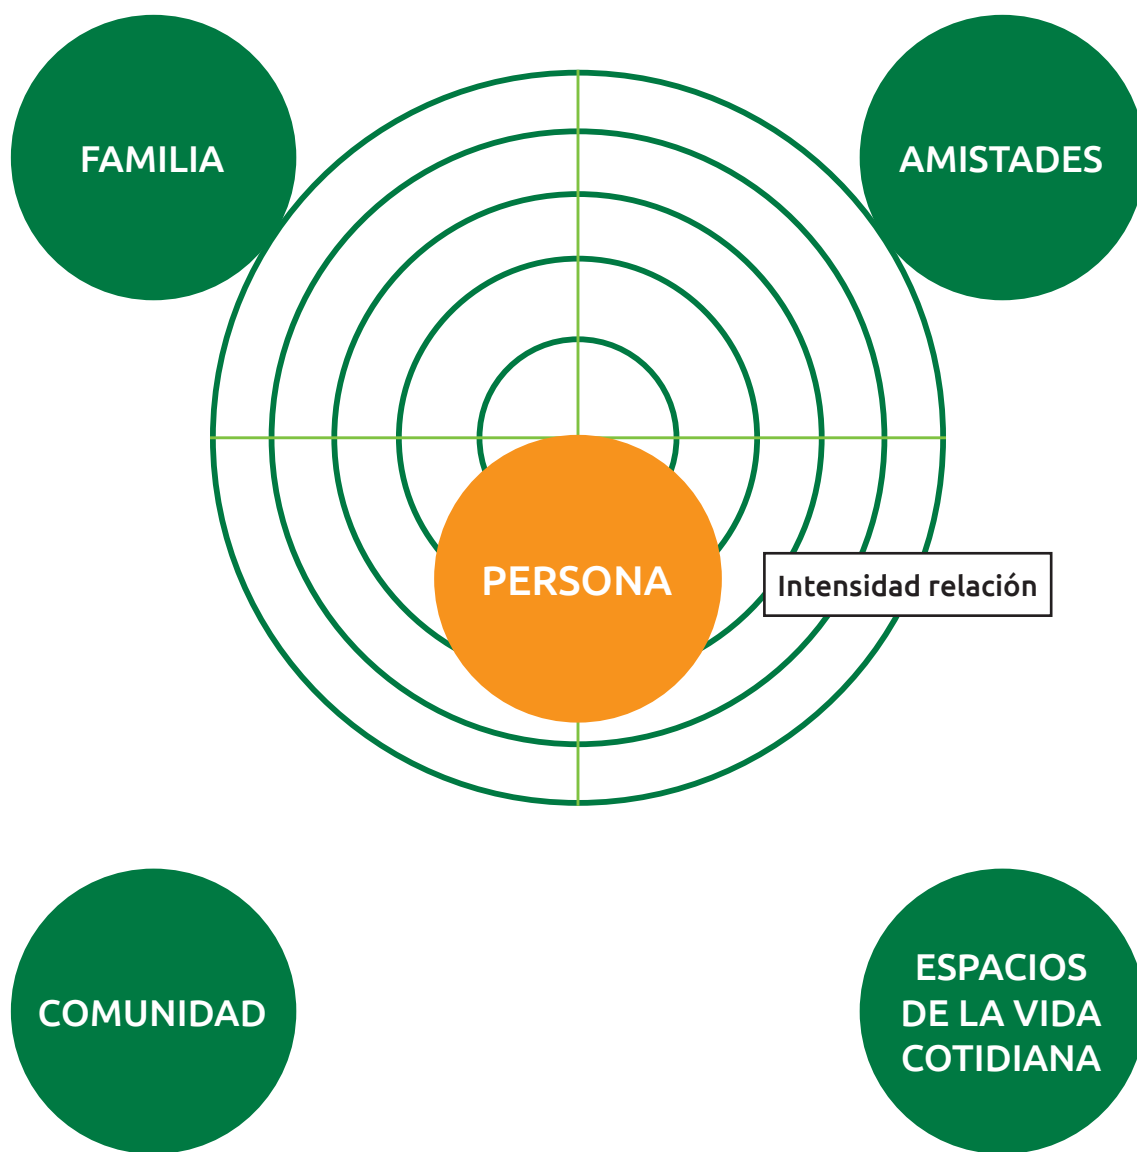 FAMILIA
AMISTADES
PERSONA
Intensidad relación
COMUNIDAD
ESPACIOS
DE LA VIDA
COTIDIANA